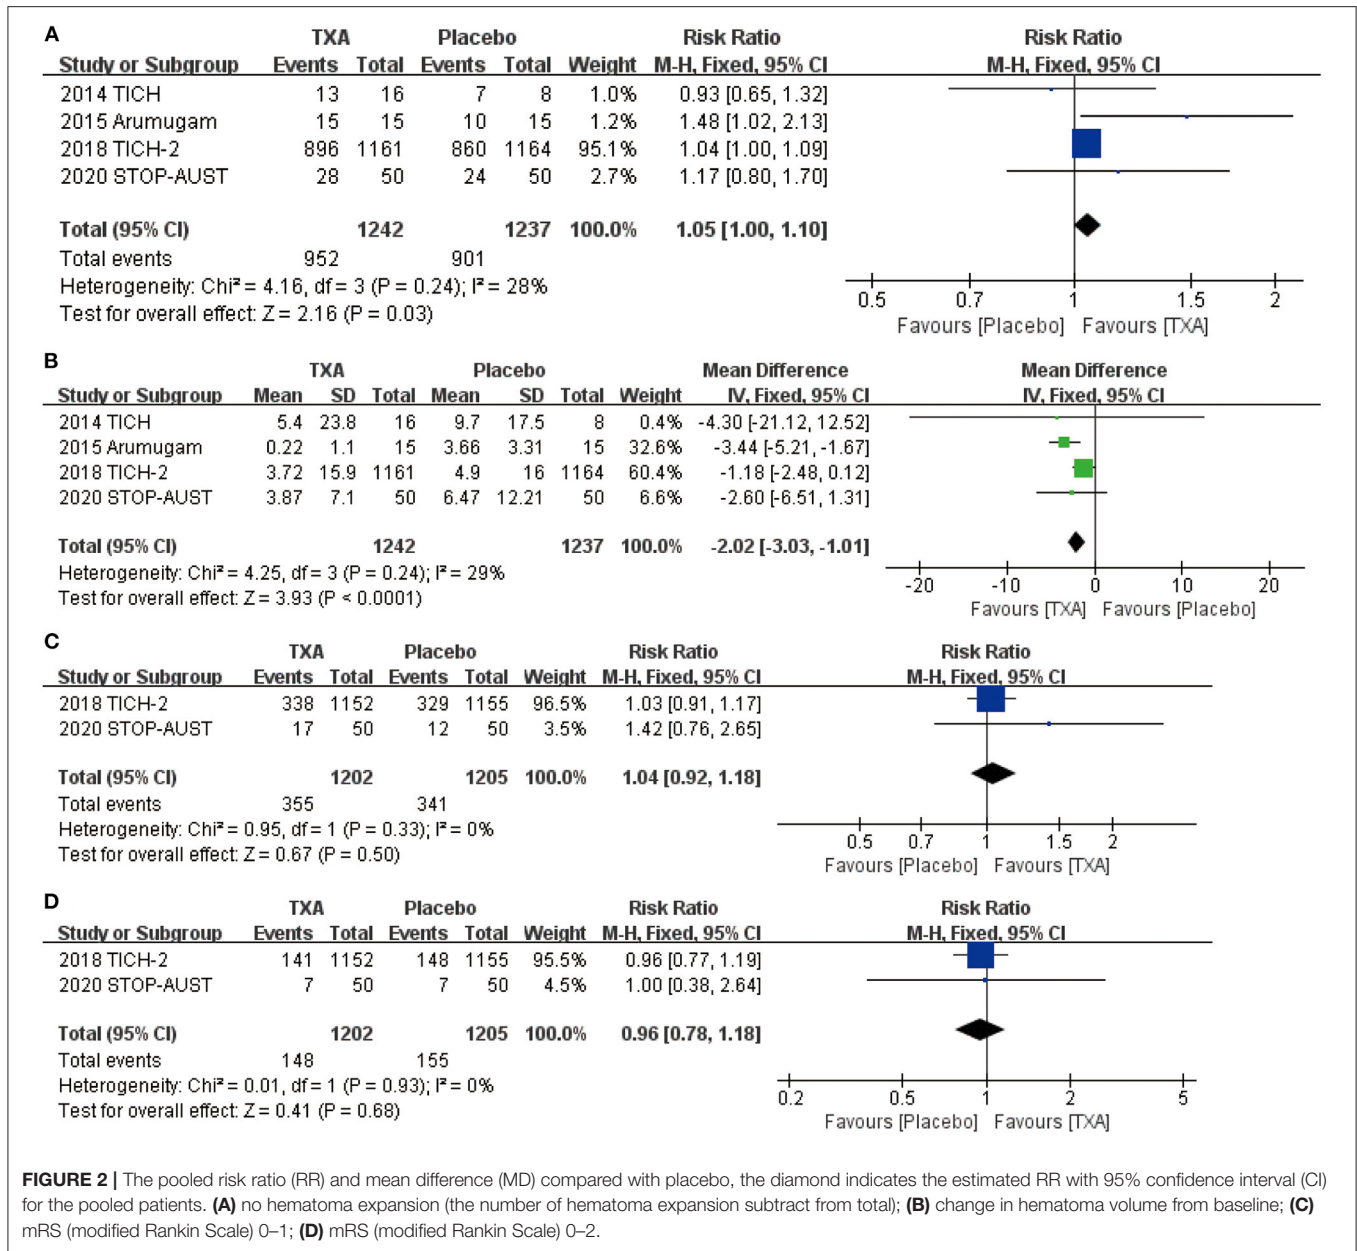 A
TXA Placebo Risk Ratio Risk Ratio
Study or Subgroup Events Total Events Total Weight M-H, Fixed, 95% CI M-H, Fixed, 95% CI
2014 TICH 13 16 7 8 1.0% 0.93 [0.65, 1.32]
2015 Arumugam 15 15 10 15 1.2% 1.48 [1.02, 2.13]
2018 TICH-2 896 1161 860 1164 95.1% 1.04 [1.00, 1.09]
2020 STOP-AUST 28 50 24 50 2.7% 1.17 [0.80, 1.70]
Total (95% CI) 1242 1237 100.0% 1.05 [1.00, 1.10]
Total events 952 901
Heterogeneity: Chi² = 4.16, df = 3 (P = 0.24); I² = 28%
Test for overall effect: Z = 2.16 (P = 0.03)
0.5 0.7 1 1.5 2
Favours [Placebo] Favours [TXA]
B
TXA Placebo Mean Difference Mean Difference
Study or Subgroup Mean SD Total Mean SD Total Weight IV, Fixed, 95% CI IV, Fixed, 95% CI
2014 TICH 5.4 23.8 16 9.7 17.5 8 0.4% -4.30 [-21.12, 12.52]
2015 Arumugam 0.22 1.1 15 3.66 3.31 15 32.6% -3.44 [-5.21, -1.67]
2018 TICH-2 3.72 15.9 1161 4.9 16 1164 60.4% -1.18 [-2.48, 0.12]
2020 STOP-AUST 3.87 7.1 50 6.47 12.21 50 6.6% -2.60 [-6.51, 1.31]
Total (95% CI) 1242 1237 100.0% -2.02 [-3.03, -1.01]
Heterogeneity: Chi² = 4.25, df = 3 (P = 0.24); I² = 29%
Test for overall effect: Z = 3.93 (P < 0.0001)
-20 -10 0 10 20
Favours [TXA] Favours [Placebo]
C
TXA Placebo Risk Ratio Risk Ratio
Study or Subgroup Events Total Events Total Weight M-H, Fixed, 95% CI M-H, Fixed, 95% CI
2018 TICH-2 338 1152 329 1155 96.5% 1.03 [0.91, 1.17]
2020 STOP-AUST 17 50 12 50 3.5% 1.42 [0.76, 2.65]
Total (95% CI) 1202 1205 100.0% 1.04 [0.92, 1.18]
Total events 355 341
Heterogeneity: Chi² = 0.95, df = 1 (P = 0.33); I² = 0%
Test for overall effect: Z = 0.67 (P = 0.50)
0.5 0.7 1 1.5 2
Favours [Placebo] Favours [TXA]
D
TXA Placebo Risk Ratio Risk Ratio
Study or Subgroup Events Total Events Total Weight M-H, Fixed, 95% CI M-H, Fixed, 95% CI
2018 TICH-2 141 1152 148 1155 95.5% 0.96 [0.77, 1.19]
2020 STOP-AUST 7 50 7 50 4.5% 1.00 [0.38, 2.64]
Total (95% CI) 1202 1205 100.0% 0.96 [0.78, 1.18]
Total events 148 155
Heterogeneity: Chi² = 0.01, df = 1 (P = 0.93); I² = 0%
Test for overall effect: Z = 0.41 (P = 0.68)
0.2 0.5 1 2 5
Favours [Placebo] Favours [TXA]
FIGURE 2 | The pooled risk ratio (RR) and mean difference (MD) compared with placebo, the diamond indicates the estimated RR with 95% confidence interval (CI)
for the pooled patients. (A) no hematoma expansion (the number of hematoma expansion subtract from total); (B) change in hematoma volume from baseline; (C)
mRS (modified Rankin Scale) 0–1; (D) mRS (modified Rankin Scale) 0–2.